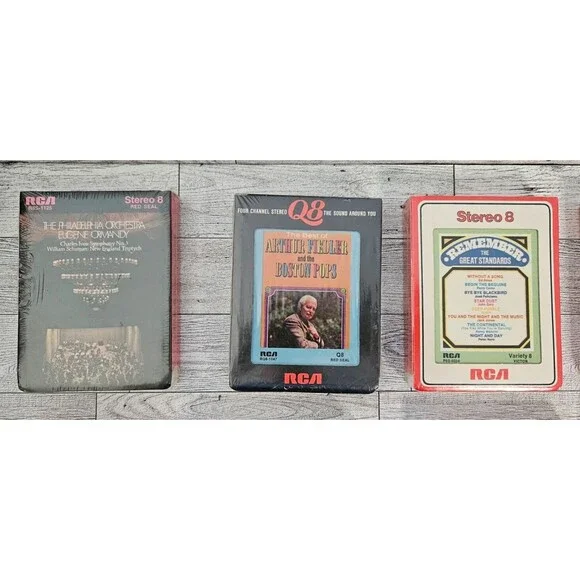 RCA
Stereo 8
RED SEAL
THE PHILADELPHIA ORCHESTRA
EUGENE ORMANDY
Charles Ives: Symphony No. 1
William Schuman: New England Triptych
FOUR CHANNEL STEREO Q8 THE SOUND AROUND YOU
The Best of
ARTHUR FIEDLER
and the
BOSTON POPS
RCA
Q8
RED SEAL
RCA
Stereo 8
REMEMBER
THE
GREAT STANDARDS
WITHOUT A SONG
BEGIN THE BEGUINE
BYE BYE BLACKBIRD
STAR DUST
YOU AND THE NIGHT AND THE MUSIC
THE CONTINENTAL
NIGHT AND DAY
RCA
Variety 8
VICTOR
RCA